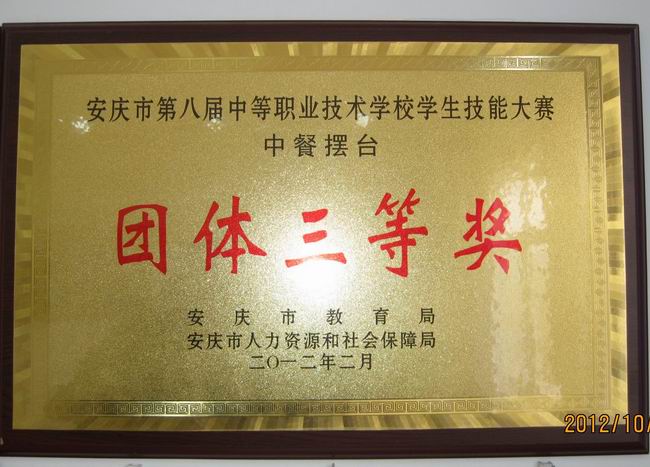 安庆市第八届中等职业技术学校学生技能大赛
中餐摆台
团体三等奖
安庆市教育局
安庆市人力资源和社会保障局
二〇一二年二月
2012/10/